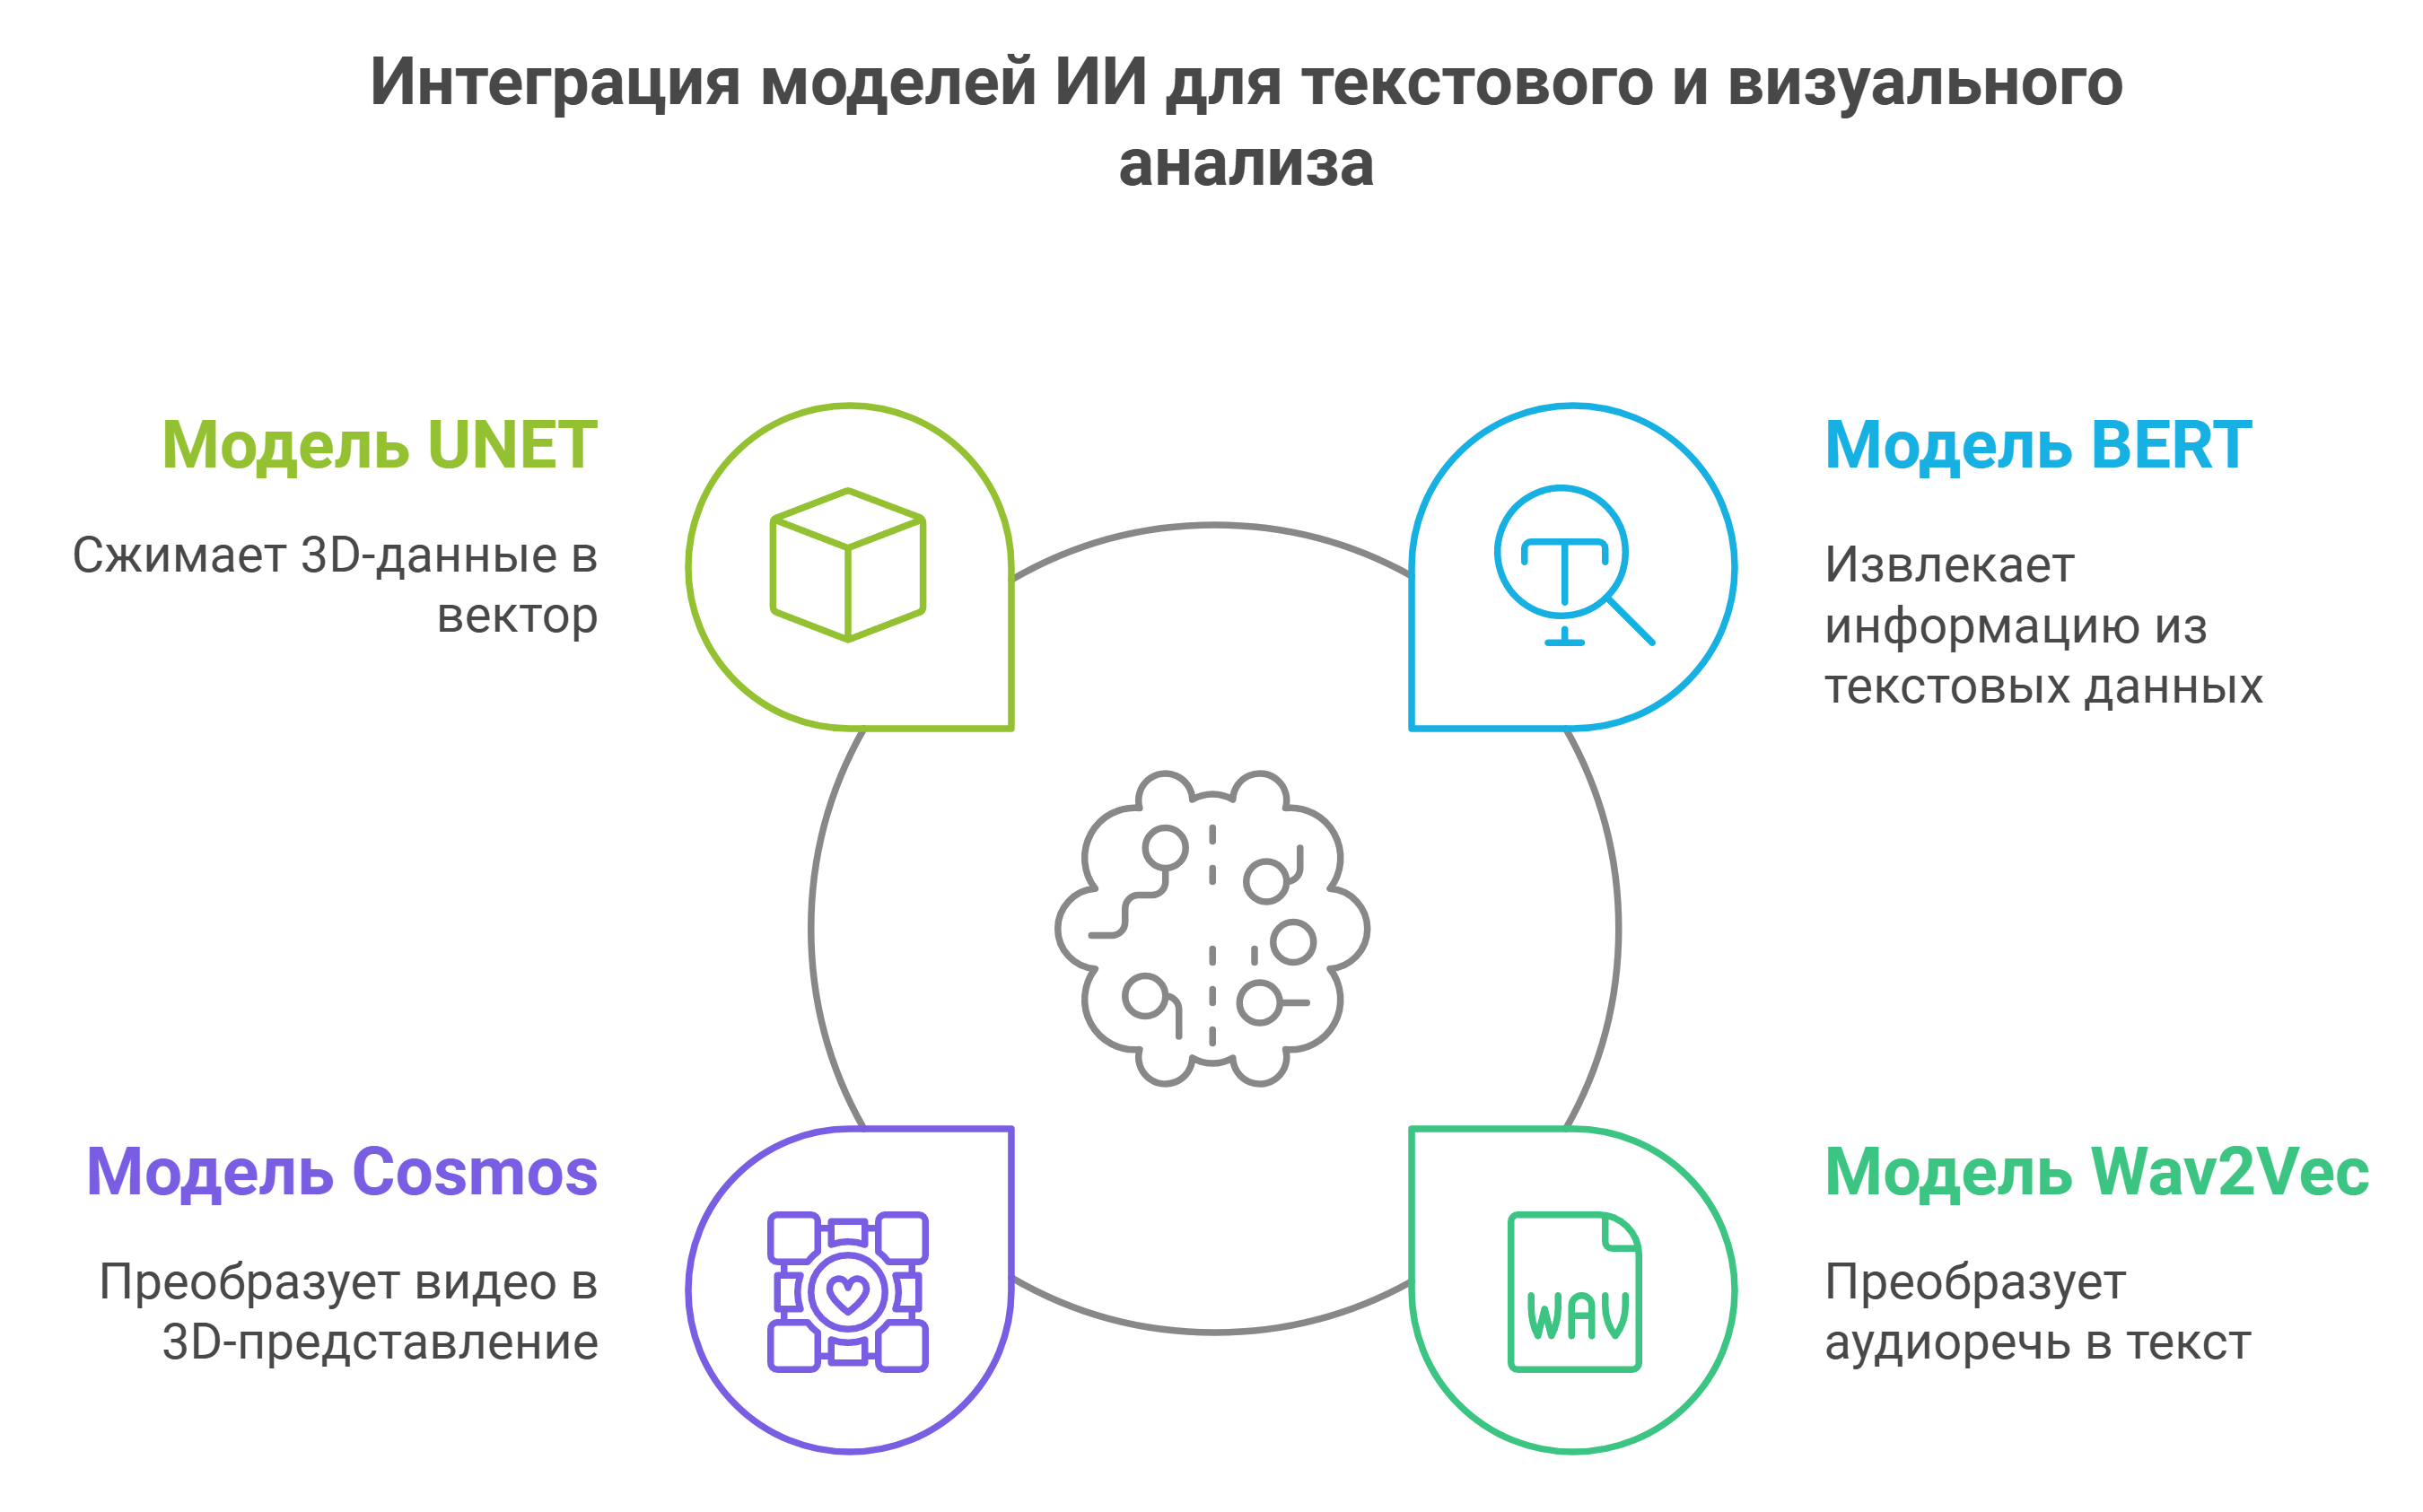 Интеграция моделей ИИ для текстового и визуального
анализа
Модель UNET
Сжимает 3D-данные в
вектор
Модель BERT
Извлекает
информацию из
текстовых данных
Модель Cosmos
Преобразует видео в
3D-представление
Модель Wav2Vec
Преобразует
аудиоречь в текст
WAV